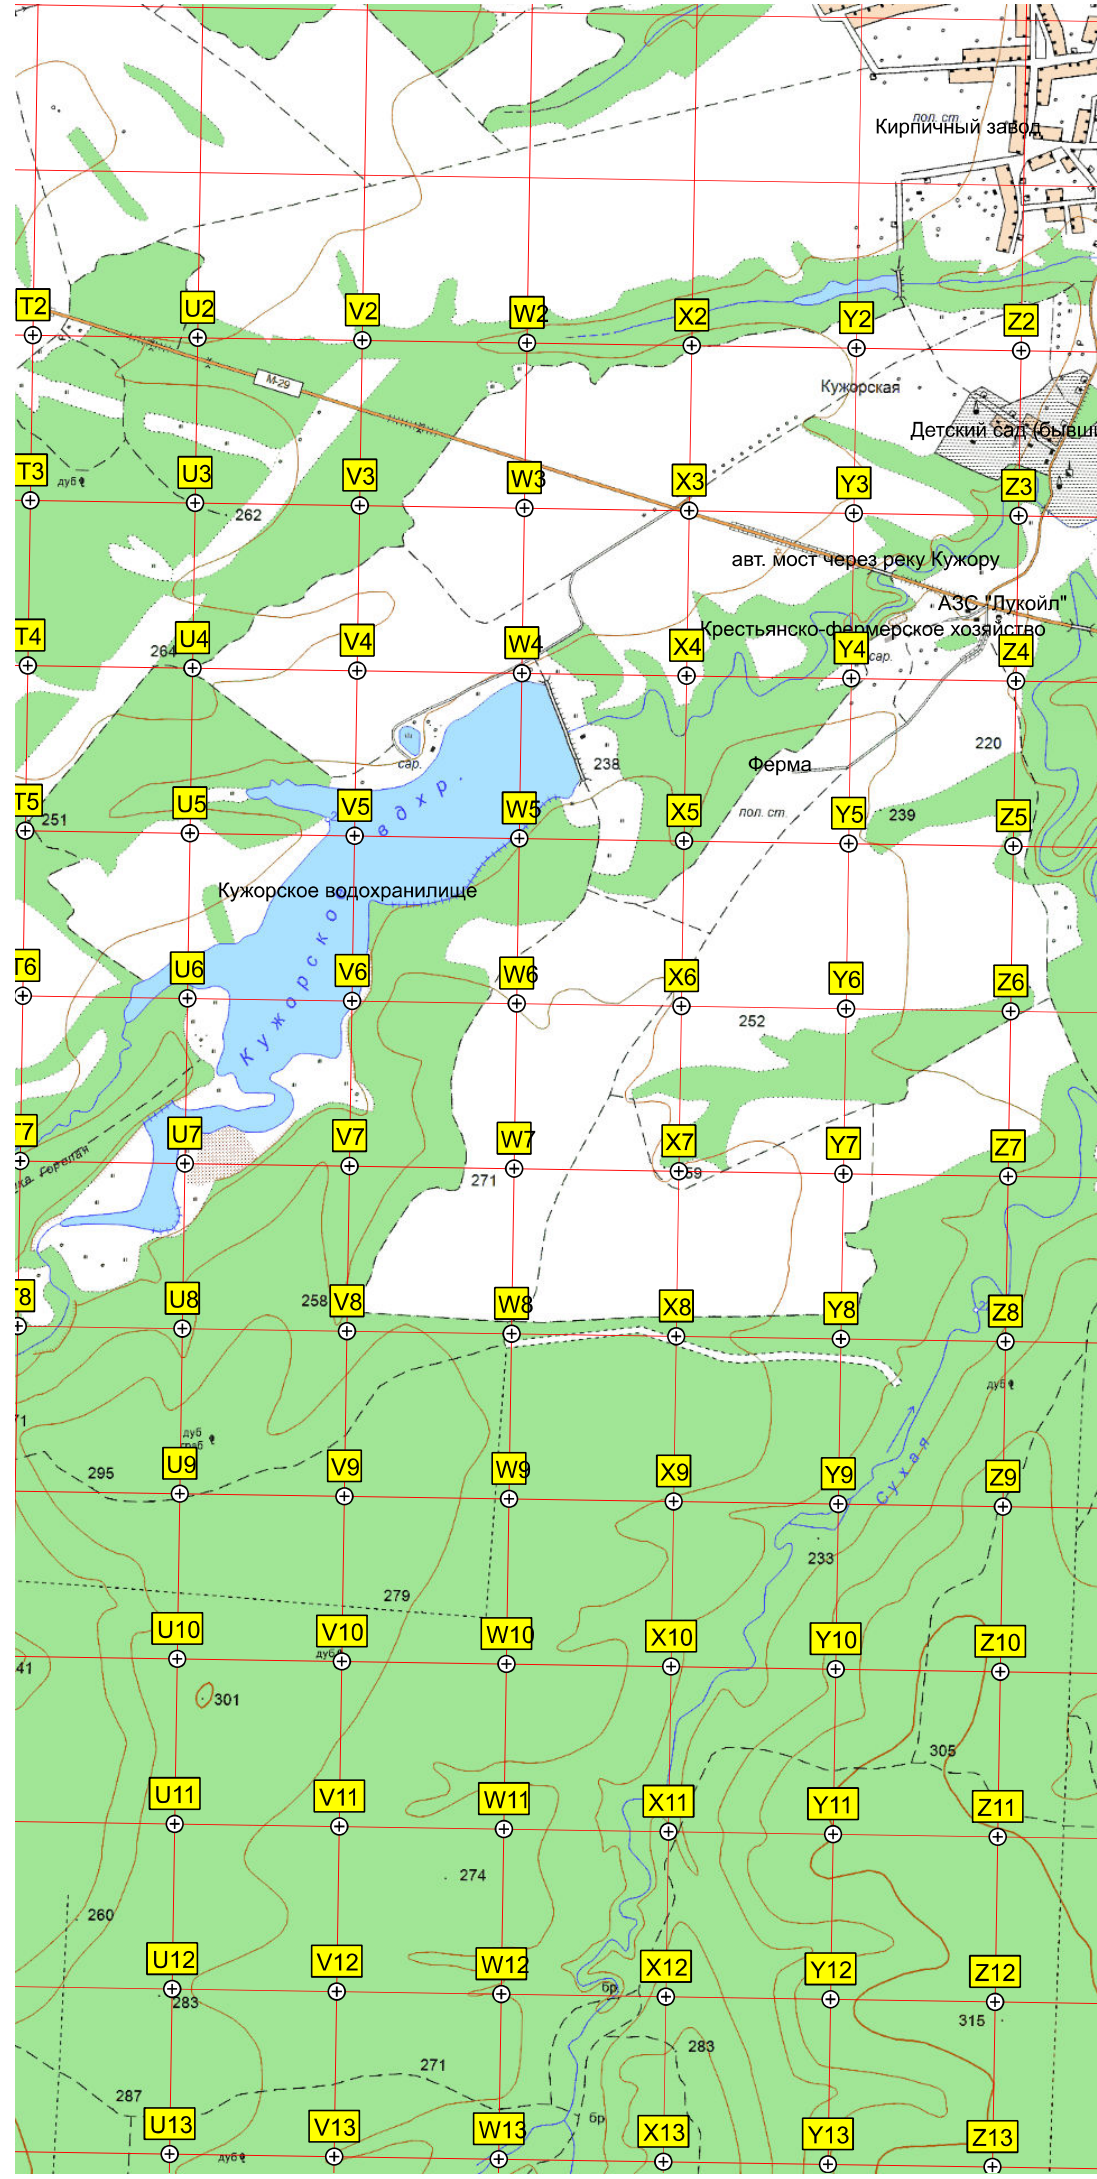 пол. ст.
Кирпичный завод
T2
U2
V2
W2
X2
Y2
Z2
М-29
Кужорская
Детский сад (бывши
T3
дуб
U3
262
V3
W3
X3
Y3
Z3
авт. мост через реку Кужору
АЗС "Лукойл"
Крестьянско-фермерское хозяйство
T4
264
U4
V4
W4
X4
Y4
сар.
Z4
220
сар.
238
Ферма
вдхр.
T5
251
U5
V5
W5
X5
пол. ст.
Y5
239
Z5
Кужорское водохранилище
Кужорское
T6
U6
V6
W6
X6
252
Y6
Z6
T7
Горелая
U7
V7
W7
271
X7
59
Y7
Z7
T8
U8
258
V8
W8
X8
Y8
Z8
дуб
71
дуб
граб
295
U9
V9
W9
X9
Y9
Сухая
Z9
233
279
U10
V10
дуб
W10
X10
Y10
Z10
41
301
305
U11
V11
W11
X11
Y11
Z11
274
260
U12
283
V12
W12
бр.
X12
Y12
Z12
315
271
283
287
U13
дуб
V13
W13
бр.
X13
Y13
Z13